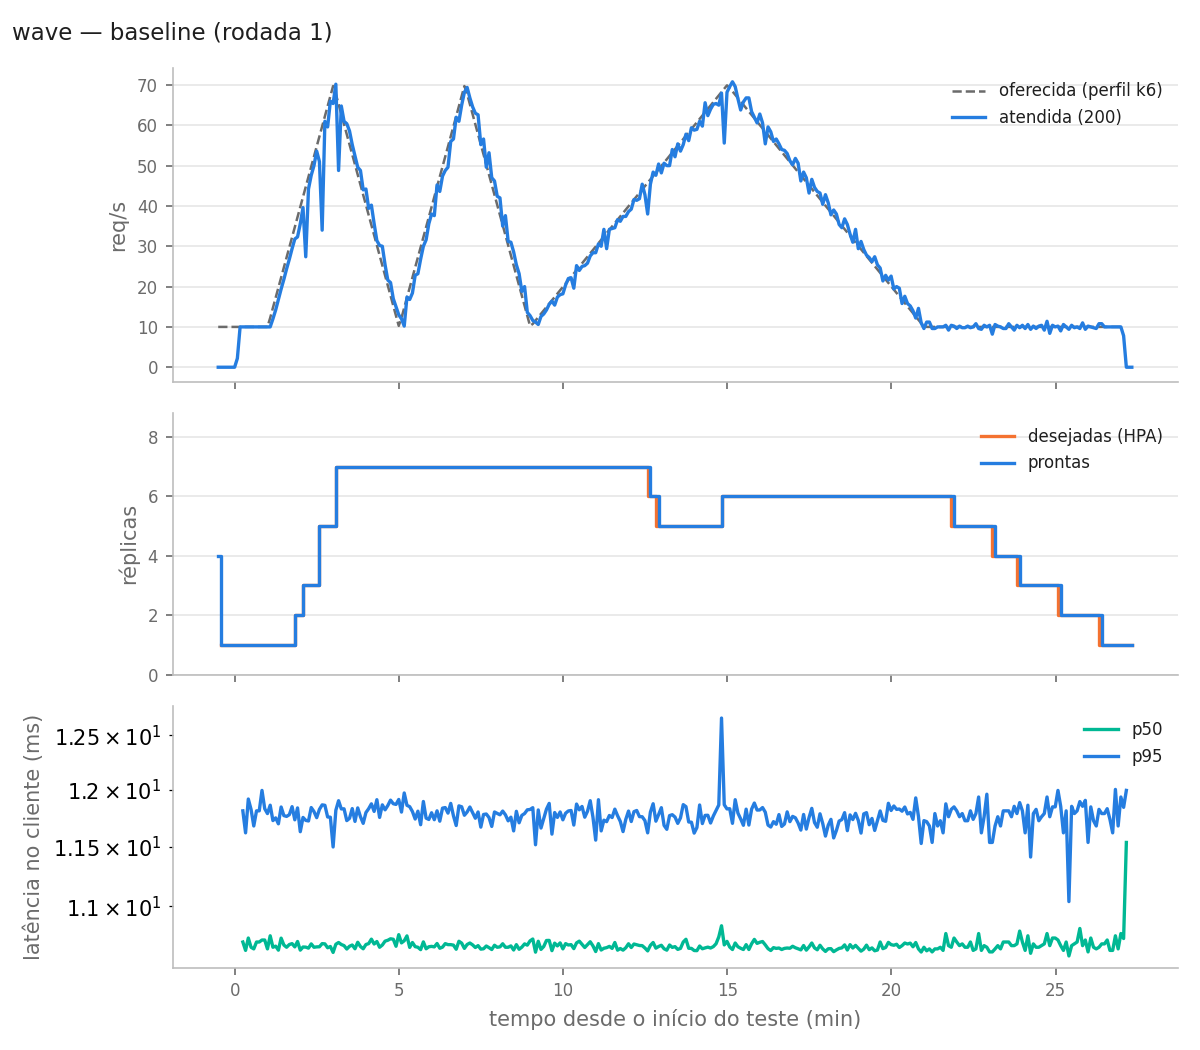 wave — baseline (rodada 1)
70
60
50
40
30
20
10
0
req/s
oferecida (perfil k6)
atendida (200)
8
6
4
2
0
réplicas
desejadas (HPA)
prontas
1.25 × 10¹
1.2 × 10¹
1.15 × 10¹
1.1 × 10¹
latência no cliente (ms)
p50
p95
0 5 10 15 20 25
tempo desde o início do teste (min)